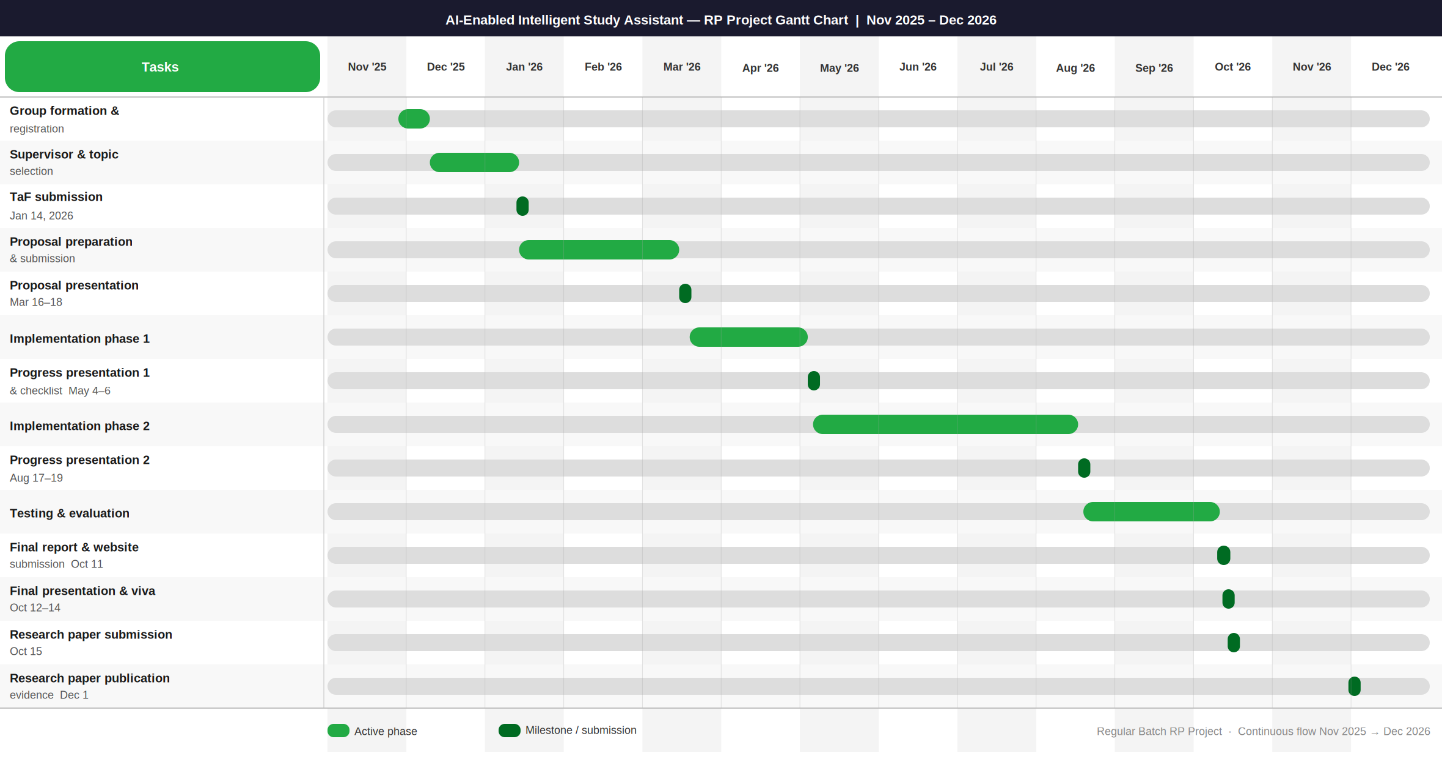 AI-Enabled Intelligent Study Assistant — RP Project Gantt Chart | Nov 2025 – Dec 2026
Tasks
Nov '25
Dec '25
Jan '26
Feb '26
Mar '26
Apr '26
May '26
Jun '26
Jul '26
Aug '26
Sep '26
Oct '26
Nov '26
Dec '26
Group formation &
registration
Supervisor & topic
selection
TaF submission
Jan 14, 2026
Proposal preparation
& submission
Proposal presentation
Mar 16–18
Implementation phase 1
Progress presentation 1
& checklist May 4–6
Implementation phase 2
Progress presentation 2
Aug 17–19
Testing & evaluation
Final report & website
submission Oct 11
Final presentation & viva
Oct 12–14
Research paper submission
Oct 15
Research paper publication
evidence Dec 1
Active phase
Milestone / submission
Regular Batch RP Project · Continuous flow Nov 2025 → Dec 2026